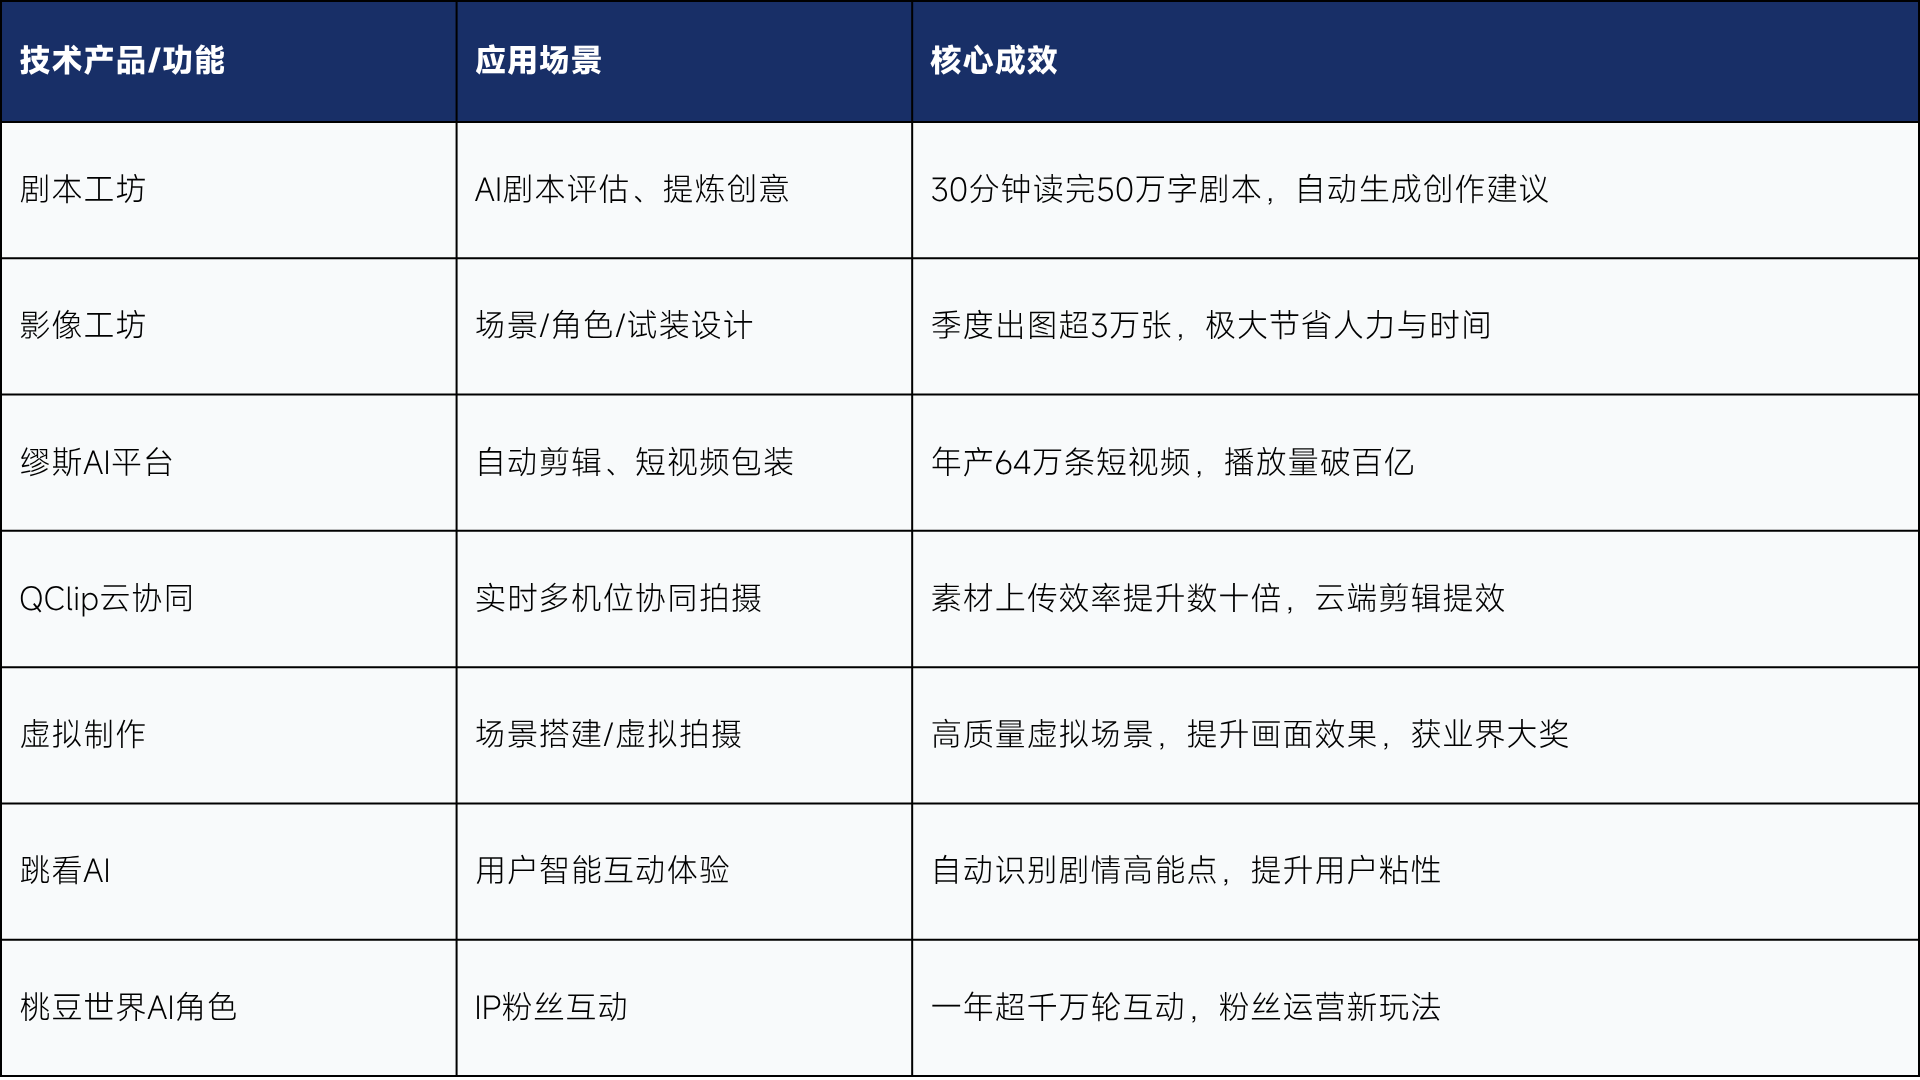 技术产品/功能 应用场景 核心成效
剧本工坊 AI剧本评估、提炼创意 30分钟读完50万字剧本，自动生成创作建议
影像工坊 场景/角色/试装设计 季度出图超3万张，极大节省人力与时间
缪斯AI平台 自动剪辑、短视频包装 年产64万条短视频，播放量破百亿
QClip云协同 实时多机位协同拍摄 素材上传效率提升数十倍，云端剪辑提效
虚拟制作 场景搭建/虚拟拍摄 高质量虚拟场景，提升画面效果，获业界大奖
跳看AI 用户智能互动体验 自动识别剧情高能点，提升用户粘性
桃豆世界AI角色 IP粉丝互动 一年超千万轮互动，粉丝运营新玩法